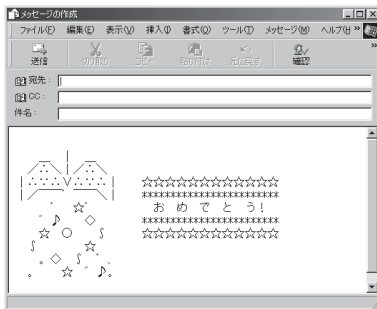 メッセージの作成
ファイル(F) 編集(E) 表示(V) 挿入(I) 書式(O) ツール(T) メッセージ(M) ヘルプ(H) »
送信 切り取り コピー 貼り付け 元に戻す 確認 »
宛先:
CC:
件名:
☆☆☆☆☆☆☆☆☆☆☆☆
********************
お め で と う!
********************
☆☆☆☆☆☆☆☆☆☆☆☆